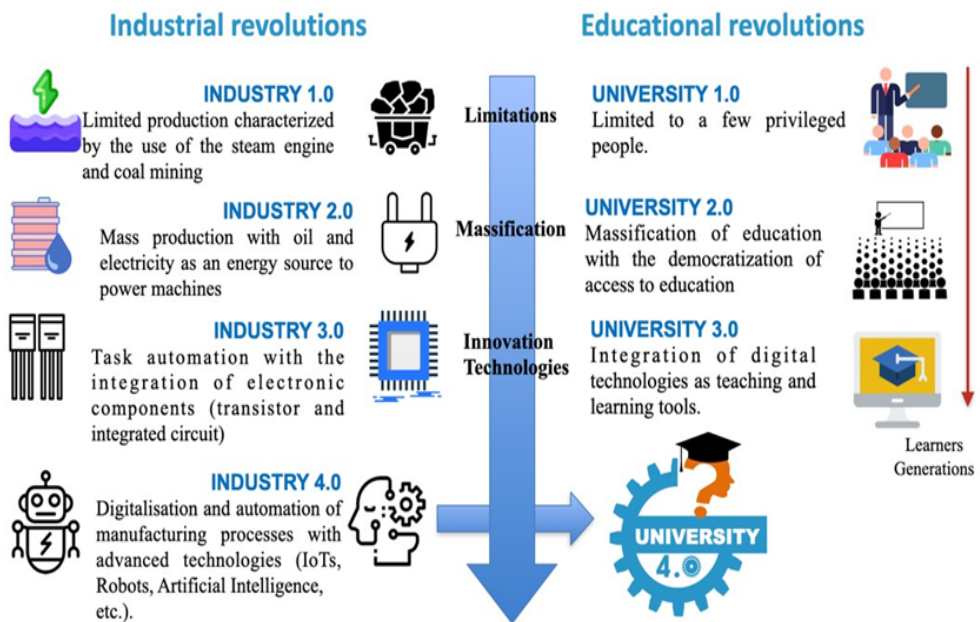 Industrial revolutions
Educational revolutions
INDUSTRY 1.0
Limited production characterized
by the use of the steam engine
and coal mining
Limitations
UNIVERSITY 1.0
Limited to a few privileged
people.
INDUSTRY 2.0
Mass production with oil and
electricity as an energy source to
power machines
Massification
UNIVERSITY 2.0
Massification of education
with the democratization of
access to education
INDUSTRY 3.0
Task automation with the
integration of electronic
components (transistor and
integrated circuit)
Innovation
Technologies
UNIVERSITY 3.0
Integration of digital
technologies as teaching and
learning tools.
Learners
Generations
INDUSTRY 4.0
Digitalisation and automation of
manufacturing processes with
advanced technologies (IoTs,
Robots, Artificial Intelligence,
etc.).
UNIVERSITY
4.0